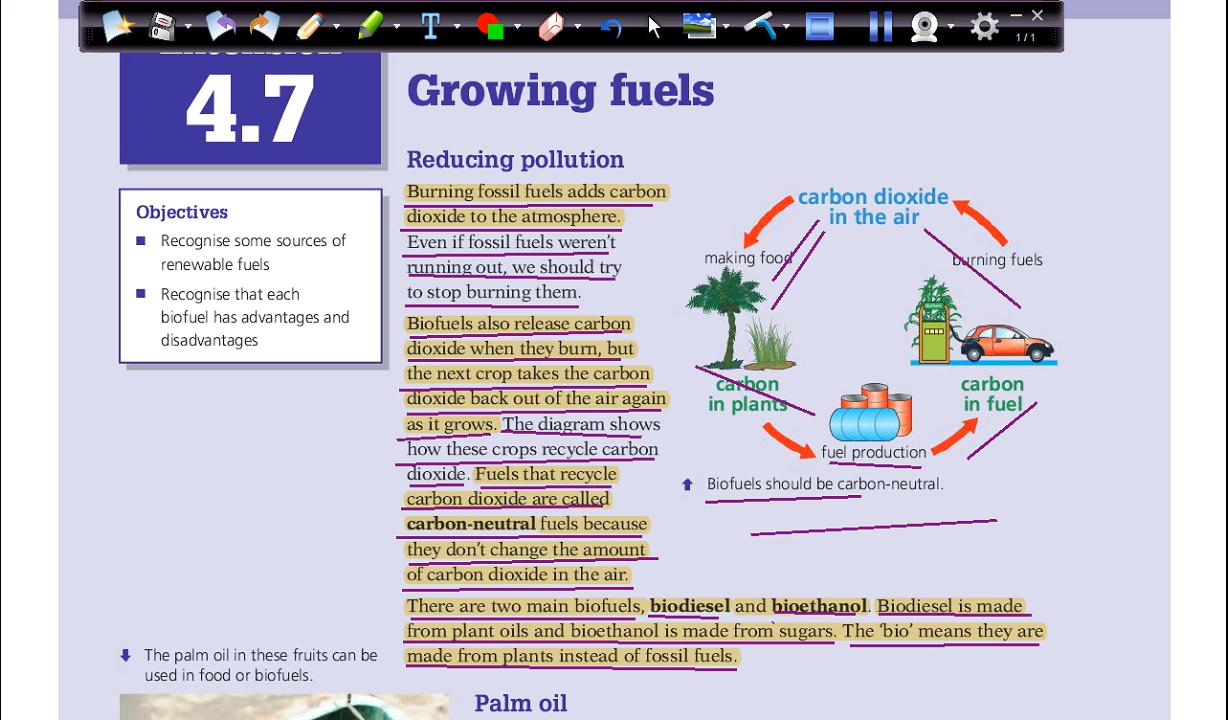 1/1
4.7
Growing fuels
Objectives
Recognise some sources of
renewable fuels
Recognise that each
biofuel has advantages and
disadvantages
Reducing pollution
Burning fossil fuels adds carbon
dioxide to the atmosphere.
Even if fossil fuels weren't
running out, we should try
to stop burning them.
Biofuels also release carbon
dioxide when they burn, but
the next crop takes the carbon
dioxide back out of the air again
as it grows. The diagram shows
how these crops recycle carbon
dioxide. Fuels that recycle
carbon dioxide are called
carbon-neutral fuels because
they don't change the amount
of carbon dioxide in the air.
There are two main biofuels, biodiesel and bioethanol. Biodiesel is made
from plant oils and bioethanol is made from sugars. The 'bio' means they are
made from plants instead of fossil fuels.
carbon dioxide
in the air
making food
burning fuels
carbon
in plants
carbon
in fuel
fuel production
Biofuels should be carbon-neutral.
The palm oil in these fruits can be
used in food or biofuels.
Palm oil